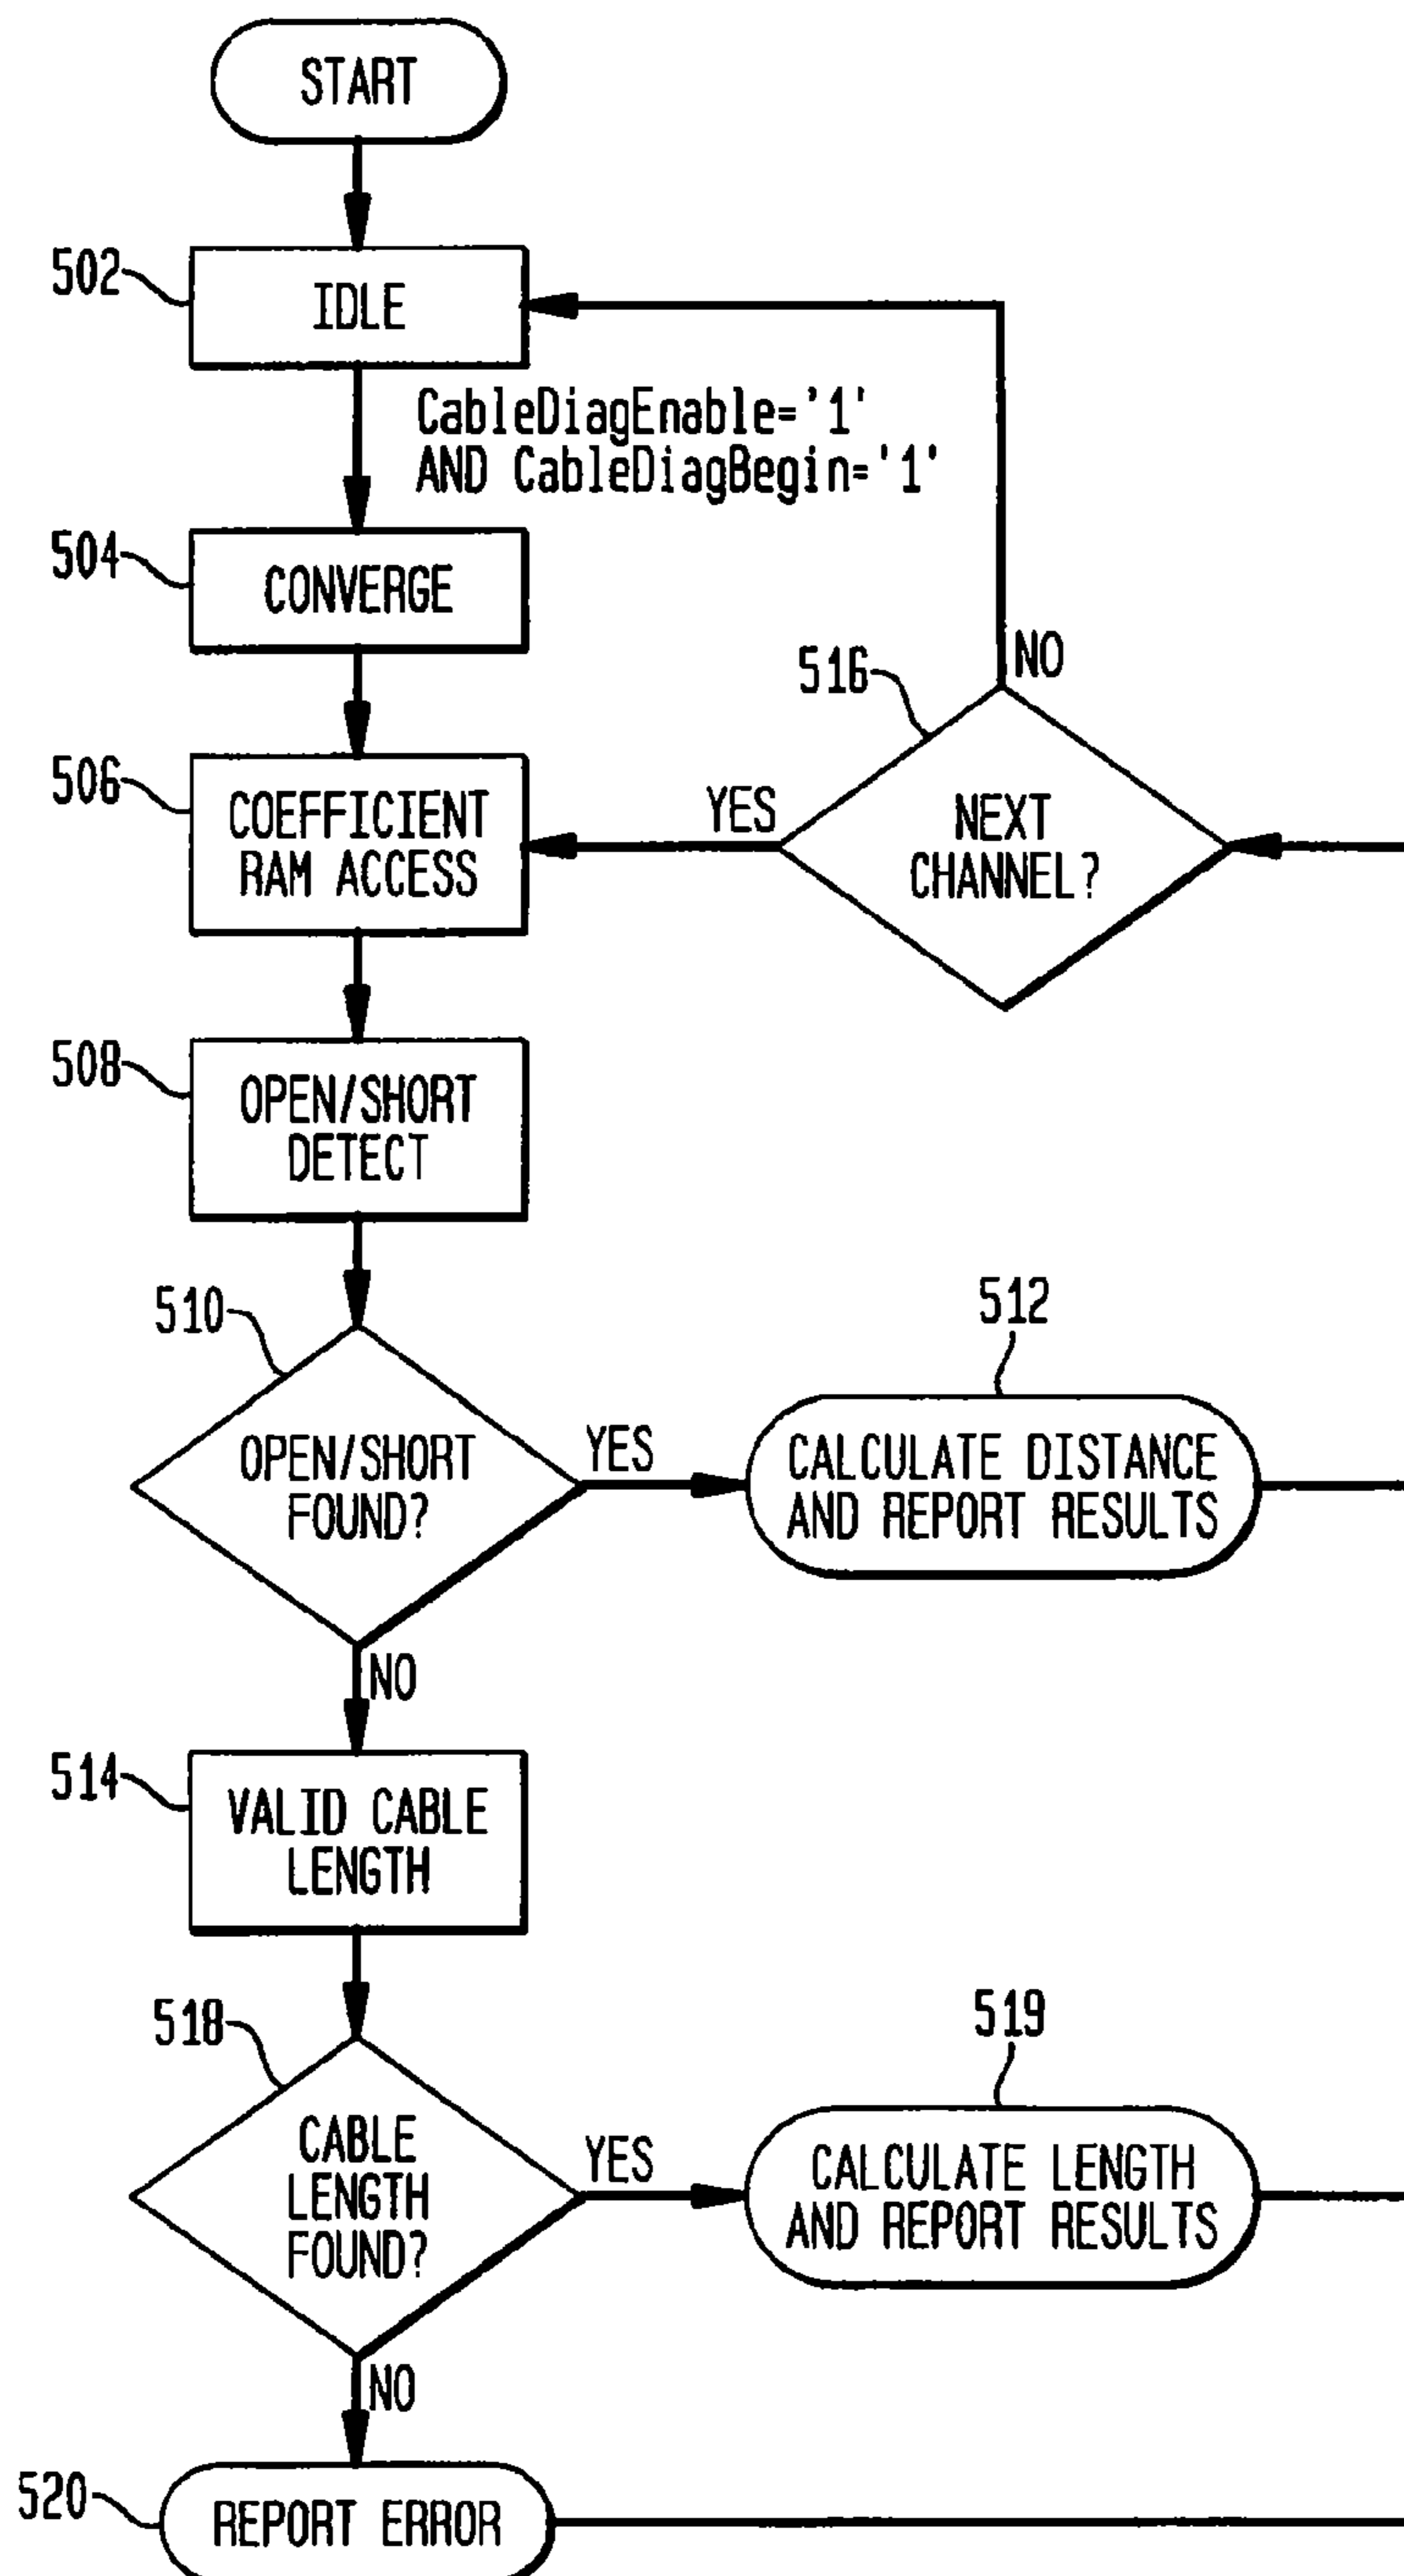 START
502
IDLE
CableDiagEnable='1'
AND CableDiagBegin='1'
504
CONVERGE
516
NO
506
COEFFICIENT
RAM ACCESS
YES
NEXT
CHANNEL?
508
OPEN/SHORT
DETECT
510
OPEN/SHORT
FOUND?
YES
512
CALCULATE DISTANCE
AND REPORT RESULTS
NO
514
VALID CABLE
LENGTH
518
CABLE
LENGTH
FOUND?
YES
519
CALCULATE LENGTH
AND REPORT RESULTS
NO
520
REPORT ERROR